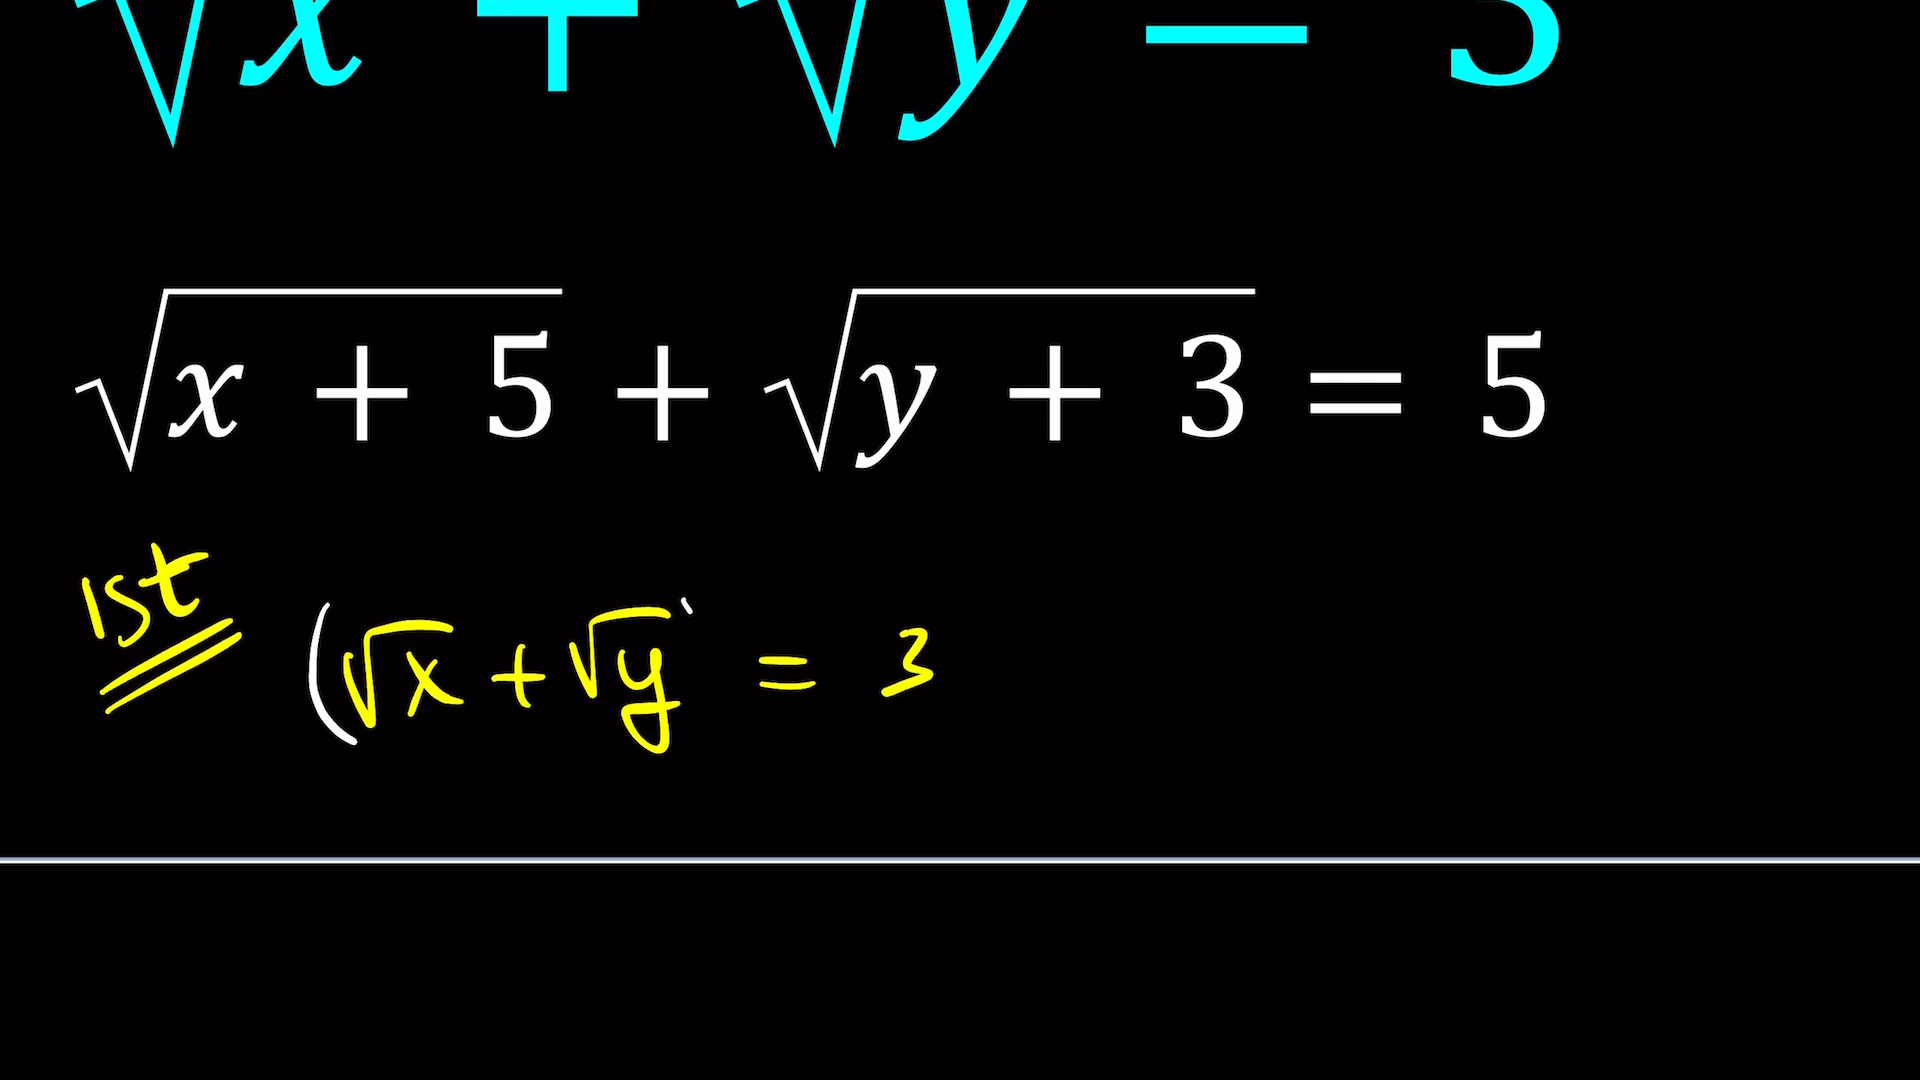 √x + √y = 3
√(x + 5) + √(y + 3) = 5
1st (√x + √y = 3